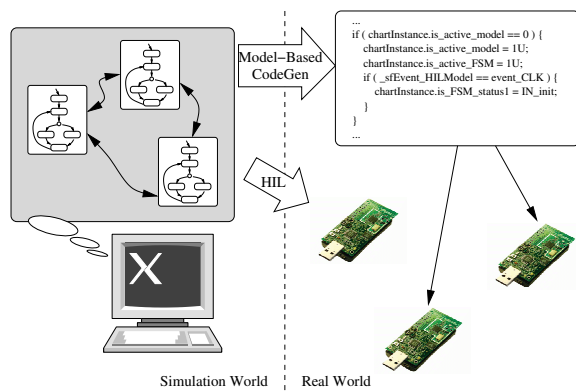 Model−Based
CodeGen
...
if ( chartInstance.is_active_model == 0 ) {
chartInstance.is_active_model = 1U;
chartInstance.is_active_FSM = 1U;
if ( _sfEvent_HILModel == event_CLK ) {
chartInstance.is_FSM_status1 = IN_init;
}
}
...
HIL
X
Simulation World
Real World